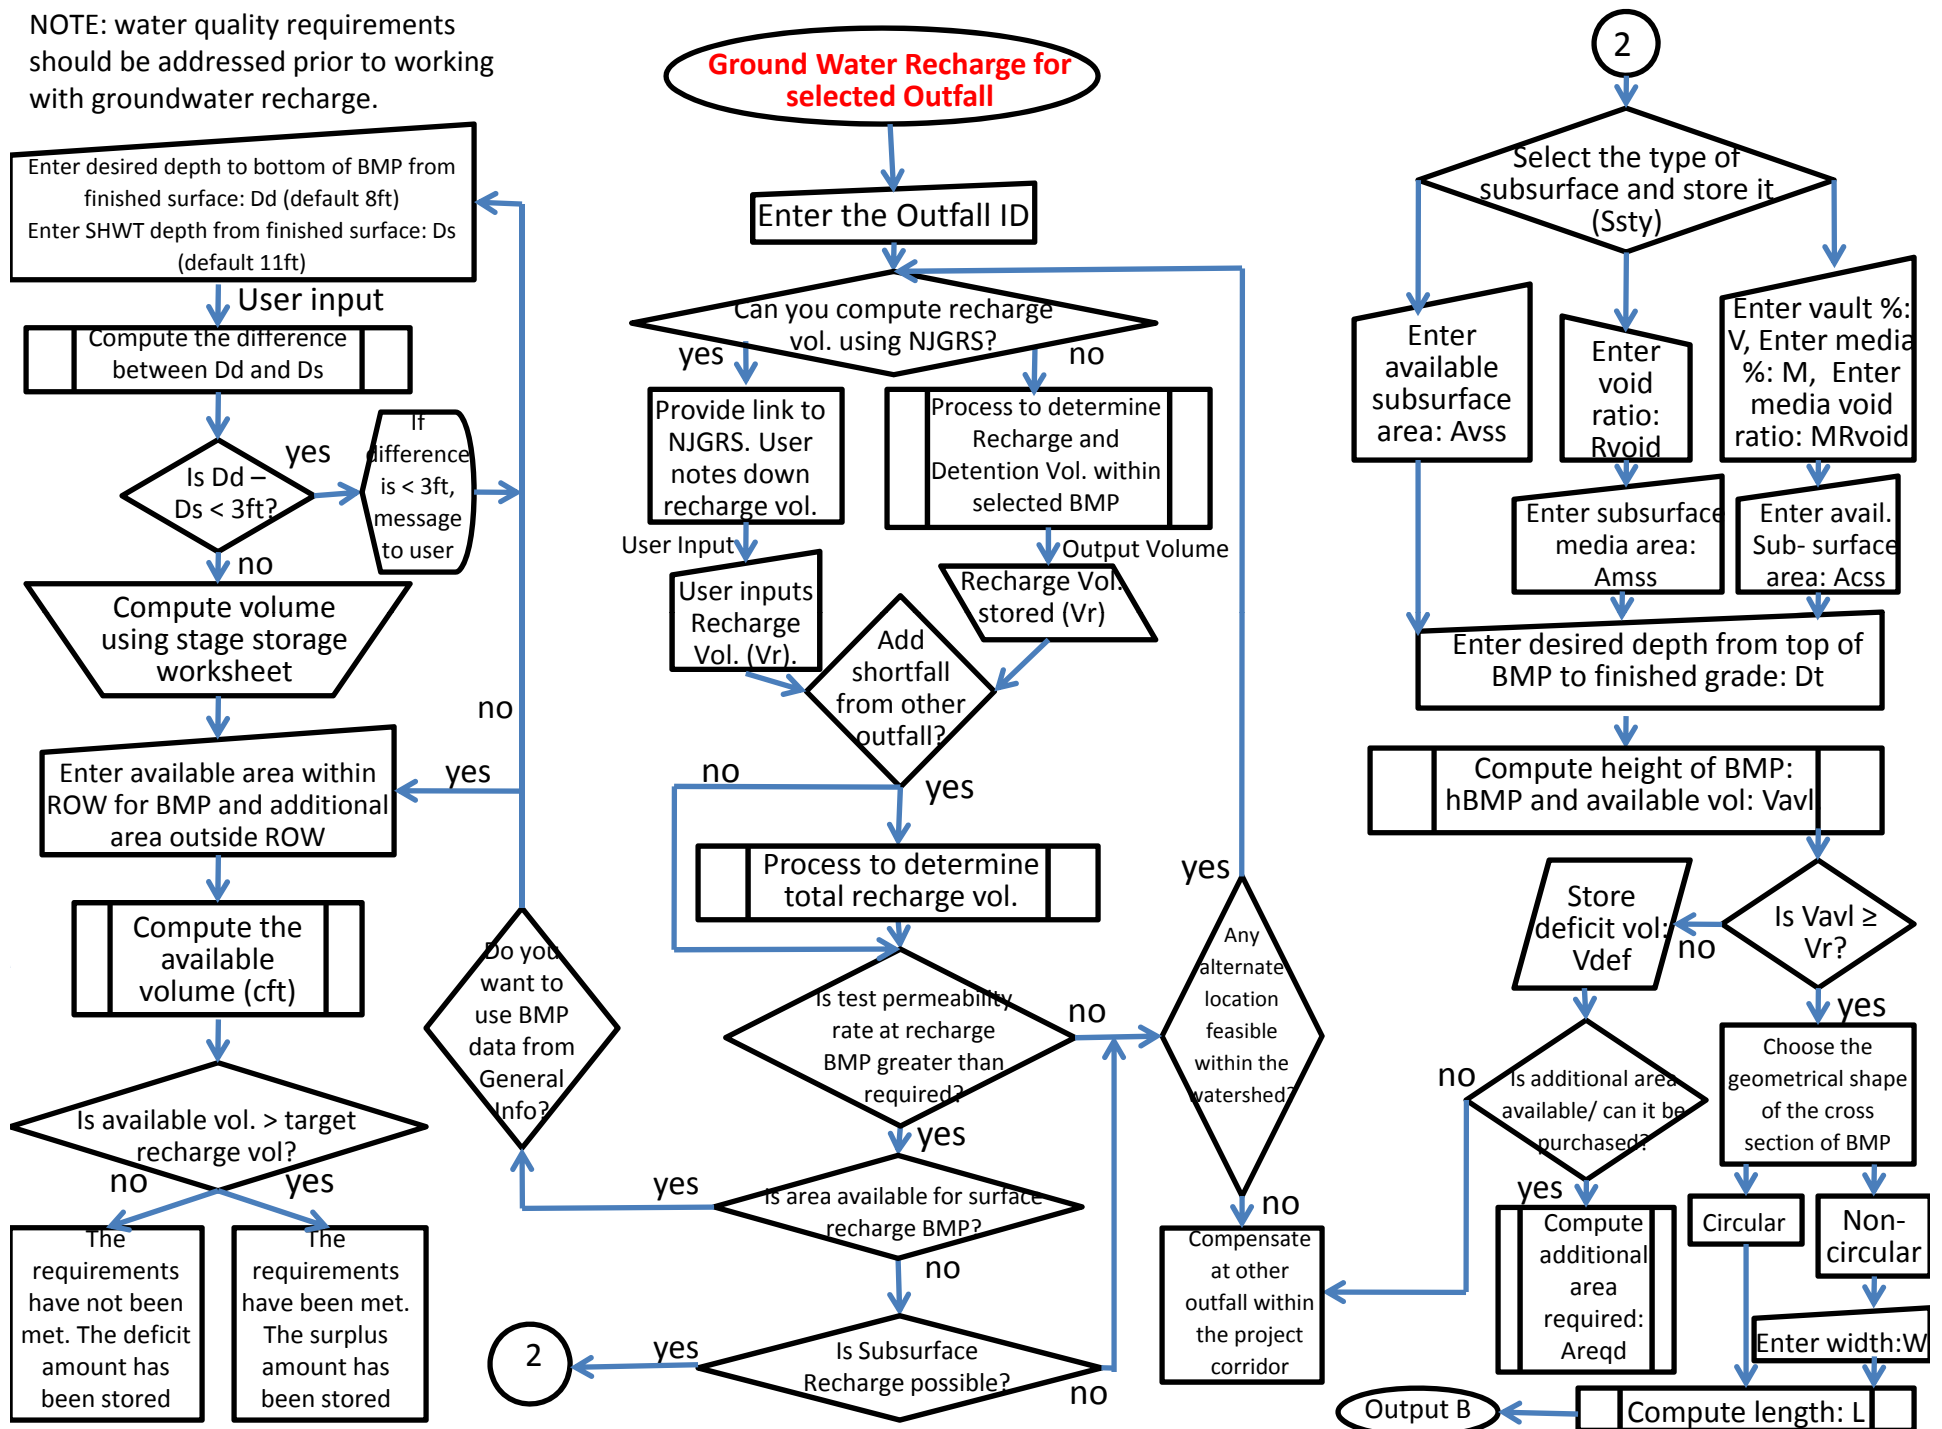 NOTE: water quality requirements
should be addressed prior to working
with groundwater recharge.
Enter desired depth to bottom of BMP from
finished surface: Dd (default 8ft)
Enter SHWT depth from finished surface: Ds
(default 11ft)
User input
Compute the difference
between Dd and Ds
Is Dd –
Ds < 3ft?
yes
If
difference
is < 3ft,
message
to user
no
Compute volume
using stage storage
worksheet
no
yes
Enter available area within
ROW for BMP and additional
area outside ROW
Compute the
available
volume (cft)
Is available vol. > target
recharge vol?
no
yes
The
requirements
have not been
met. The deficit
amount has
been stored
The
requirements
have been met.
The surplus
amount has
been stored
Do you
want to
use BMP
data from
General
Info?
Ground Water Recharge for
selected Outfall
Enter the Outfall ID
Can you compute recharge
vol. using NJGRS?
yes
no
Provide link to
NJGRS. User
notes down
recharge vol.
Process to determine
Recharge and
Detention Vol. within
selected BMP
User Input
Output Volume
User inputs
Recharge
Vol. (Vr).
Recharge Vol.
stored (Vr)
Add
shortfall
from other
outfall?
no
yes
Process to determine
total recharge vol.
Is test permeability
rate at recharge
BMP greater than
required?
no
yes
Is area available for surface
recharge BMP?
yes
no
Is Subsurface
Recharge possible?
yes
no
2
yes
Any
alternate
location
feasible
within the
watershed?
no
Compensate
at other
outfall within
the project
corridor
2
Select the type of
subsurface and store it
(Ssty)
Enter
available
subsurface
area: Avss
Enter
void
ratio:
Rvoid
Enter vault %:
V, Enter media
%: M, Enter
media void
ratio: MRvoid
Enter subsurface
media area:
Amss
Enter avail.
Sub- surface
area: Acss
Enter desired depth from top of
BMP to finished grade: Dt
Compute height of BMP:
hBMP and available vol: Vavl
Is Vavl ≥
Vr?
no
yes
Store
deficit vol:
Vdef
Is additional area
available/ can it be
purchased?
no
yes
Compute
additional
area
required:
Areqd
Choose the
geometrical shape
of the cross
section of BMP
Circular
Non-
circular
Enter width:W
Compute length: L
Output B